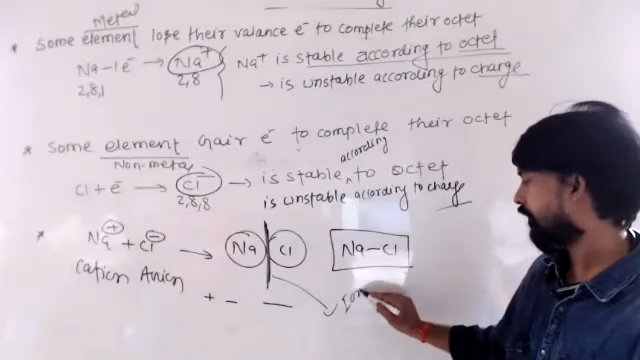 Metal
* Some element lose their valance e⁻ to complete their octet
Na-1e⁻ → Na⁺ { Na⁺ is stable according to octet
2,8,1 2,8 → is unstable according to charge
* Some element Gain e⁻ to complete their octet
Non-metal according
Cl + e⁻ → Cl⁻ → is stable ^ to octet
2,8,8 is unstable according to charge
* Na⁺ + Cl⁻ → Na Cl Na-Cl
Cation Anion
+ - — Ion